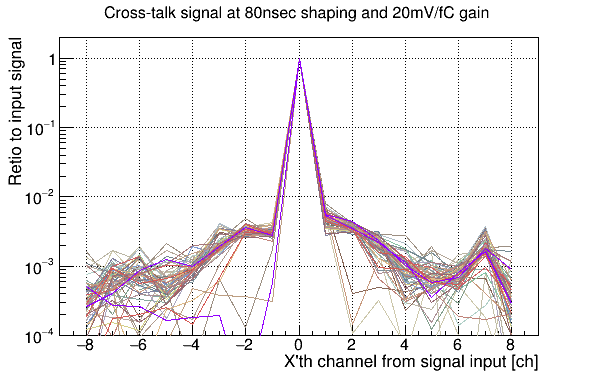 Cross-talk signal at 80nsec shaping and 20mV/fC gain
Retio to input signal
1
10⁻¹
10⁻²
10⁻³
10⁻⁴
−8 −6 −4 −2 0 2 4 6 8
X'th channel from signal input [ch]